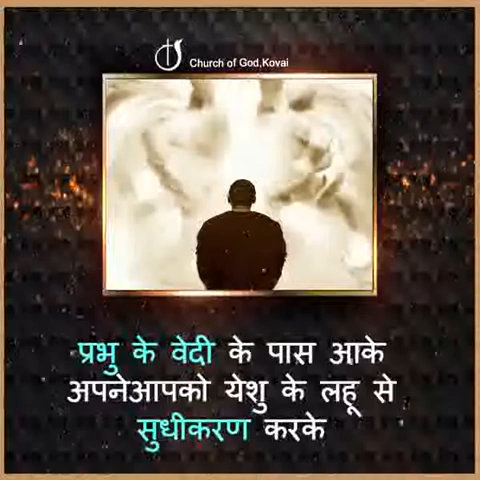 Church of God,Kovai
प्रभु के वेदी के पास आके
अपनेआपको येशु के लहू से
सुधीकरण करके